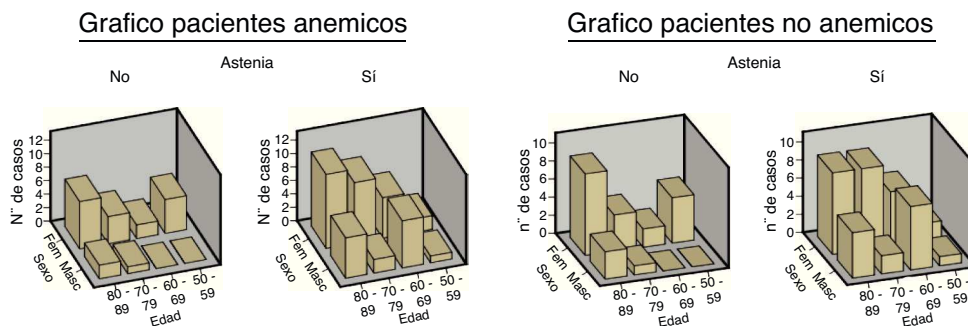 Grafico pacientes anemicos
Astenia
No
Sí
N¨ de casos
12
12
10
8
6
4
2
0
Fem
Masc
Sexo
80 - 89
70 - 79
60 - 69
50 - 59
Edad
N¨ de casos
12
12
10
8
6
4
2
0
Fem
Masc
Sexo
80 - 89
70 - 79
60 - 69
50 - 59
Edad
Grafico pacientes no anemicos
Astenia
No
Sí
n¨ de casos
10
8
6
4
2
0
Fem
Masc
Sexo
80 - 89
70 - 79
60 - 69
50 - 59
Edad
n¨ de casos
10
8
6
4
2
0
Fem
Masc
Sexo
80 - 89
70 - 79
60 - 69
50 - 59
Edad